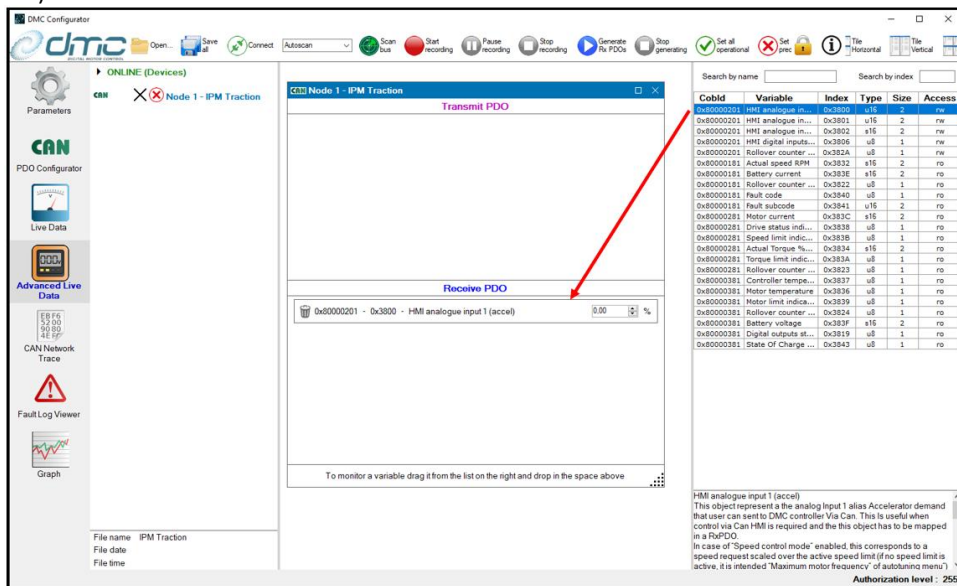 DMC Configurator
dmc
Open...
Save all
Connect
Autoscan
Scan bus
Start recording
Pause recording
Stop recording
Generate Rx PDOs
Stop generating
Set all operational
Set prec
Tile Horizontal
Tile Vertical
Parameters
CAN
PDO Configurator
Live Data
Advanced Live Data
CAN Network Trace
Fault Log Viewer
Graph
ONLINE (Devices)
CAN Node 1 - IPM Traction
File name IPM Traction
File date
File time
CAN Node 1 - IPM Traction
Transmit PDO
Receive PDO
0x80000201 - 0x3800 - HMI analogue input 1 (accel) 0.00 %
To monitor a variable drag it from the list on the right and drop in the space above
Search by name Search by index
CobId Variable Index Type Size Access
0x80000201 HMI analogue in... 0x3800 u16 2 rw
0x80000201 HMI analogue in... 0x3801 u16 2 rw
0x80000201 HMI analogue in... 0x3802 s16 2 rw
0x80000201 HMI digital inputs... 0x3806 u8 1 rw
0x80000201 Rollover counter ... 0x382A u8 1 rw
0x80000181 Actual speed RPM 0x3832 s16 2 ro
0x80000181 Battery current 0x383E s16 2 ro
0x80000181 Rollover counter ... 0x3822 u8 1 ro
0x80000181 Fault code 0x3840 u8 1 ro
0x80000181 Fault subcode 0x3841 u16 2 ro
0x80000281 Motor current 0x383C s16 2 ro
0x80000281 Drive status indi... 0x3838 u8 1 ro
0x80000281 Speed limit indic... 0x383B u8 1 ro
0x80000281 Actual Torque %... 0x3834 s16 2 ro
0x80000281 Torque limit indic... 0x383A u8 1 ro
0x80000281 Rollover counter ... 0x3823 u8 1 ro
0x80000381 Controller tempe... 0x3837 u8 1 ro
0x80000381 Motor temperature 0x3836 u8 1 ro
0x80000381 Motor limit indica... 0x3839 u8 1 ro
0x80000381 Rollover counter ... 0x3824 u8 1 ro
0x80000381 Battery voltage 0x383F s16 2 ro
0x80000381 Digital outputs st... 0x3819 u8 1 ro
0x80000381 State Of Charge ... 0x3843 u8 1 ro
HMI analogue input 1 (accel)
This object represent a the analog Input 1 alias Accelerator demand
that user can sent to DMC controller Via Can. This Is useful when
control via Can HMI is required and the this object has to be mapped
in a RxPDO.
In case of "Speed control mode" enabled, this corresponds to a
speed request scaled over the active speed limit (if no speed limit is
active, it is intended "Maximum motor frequency" of autotuning menu")
Authorization level : 255